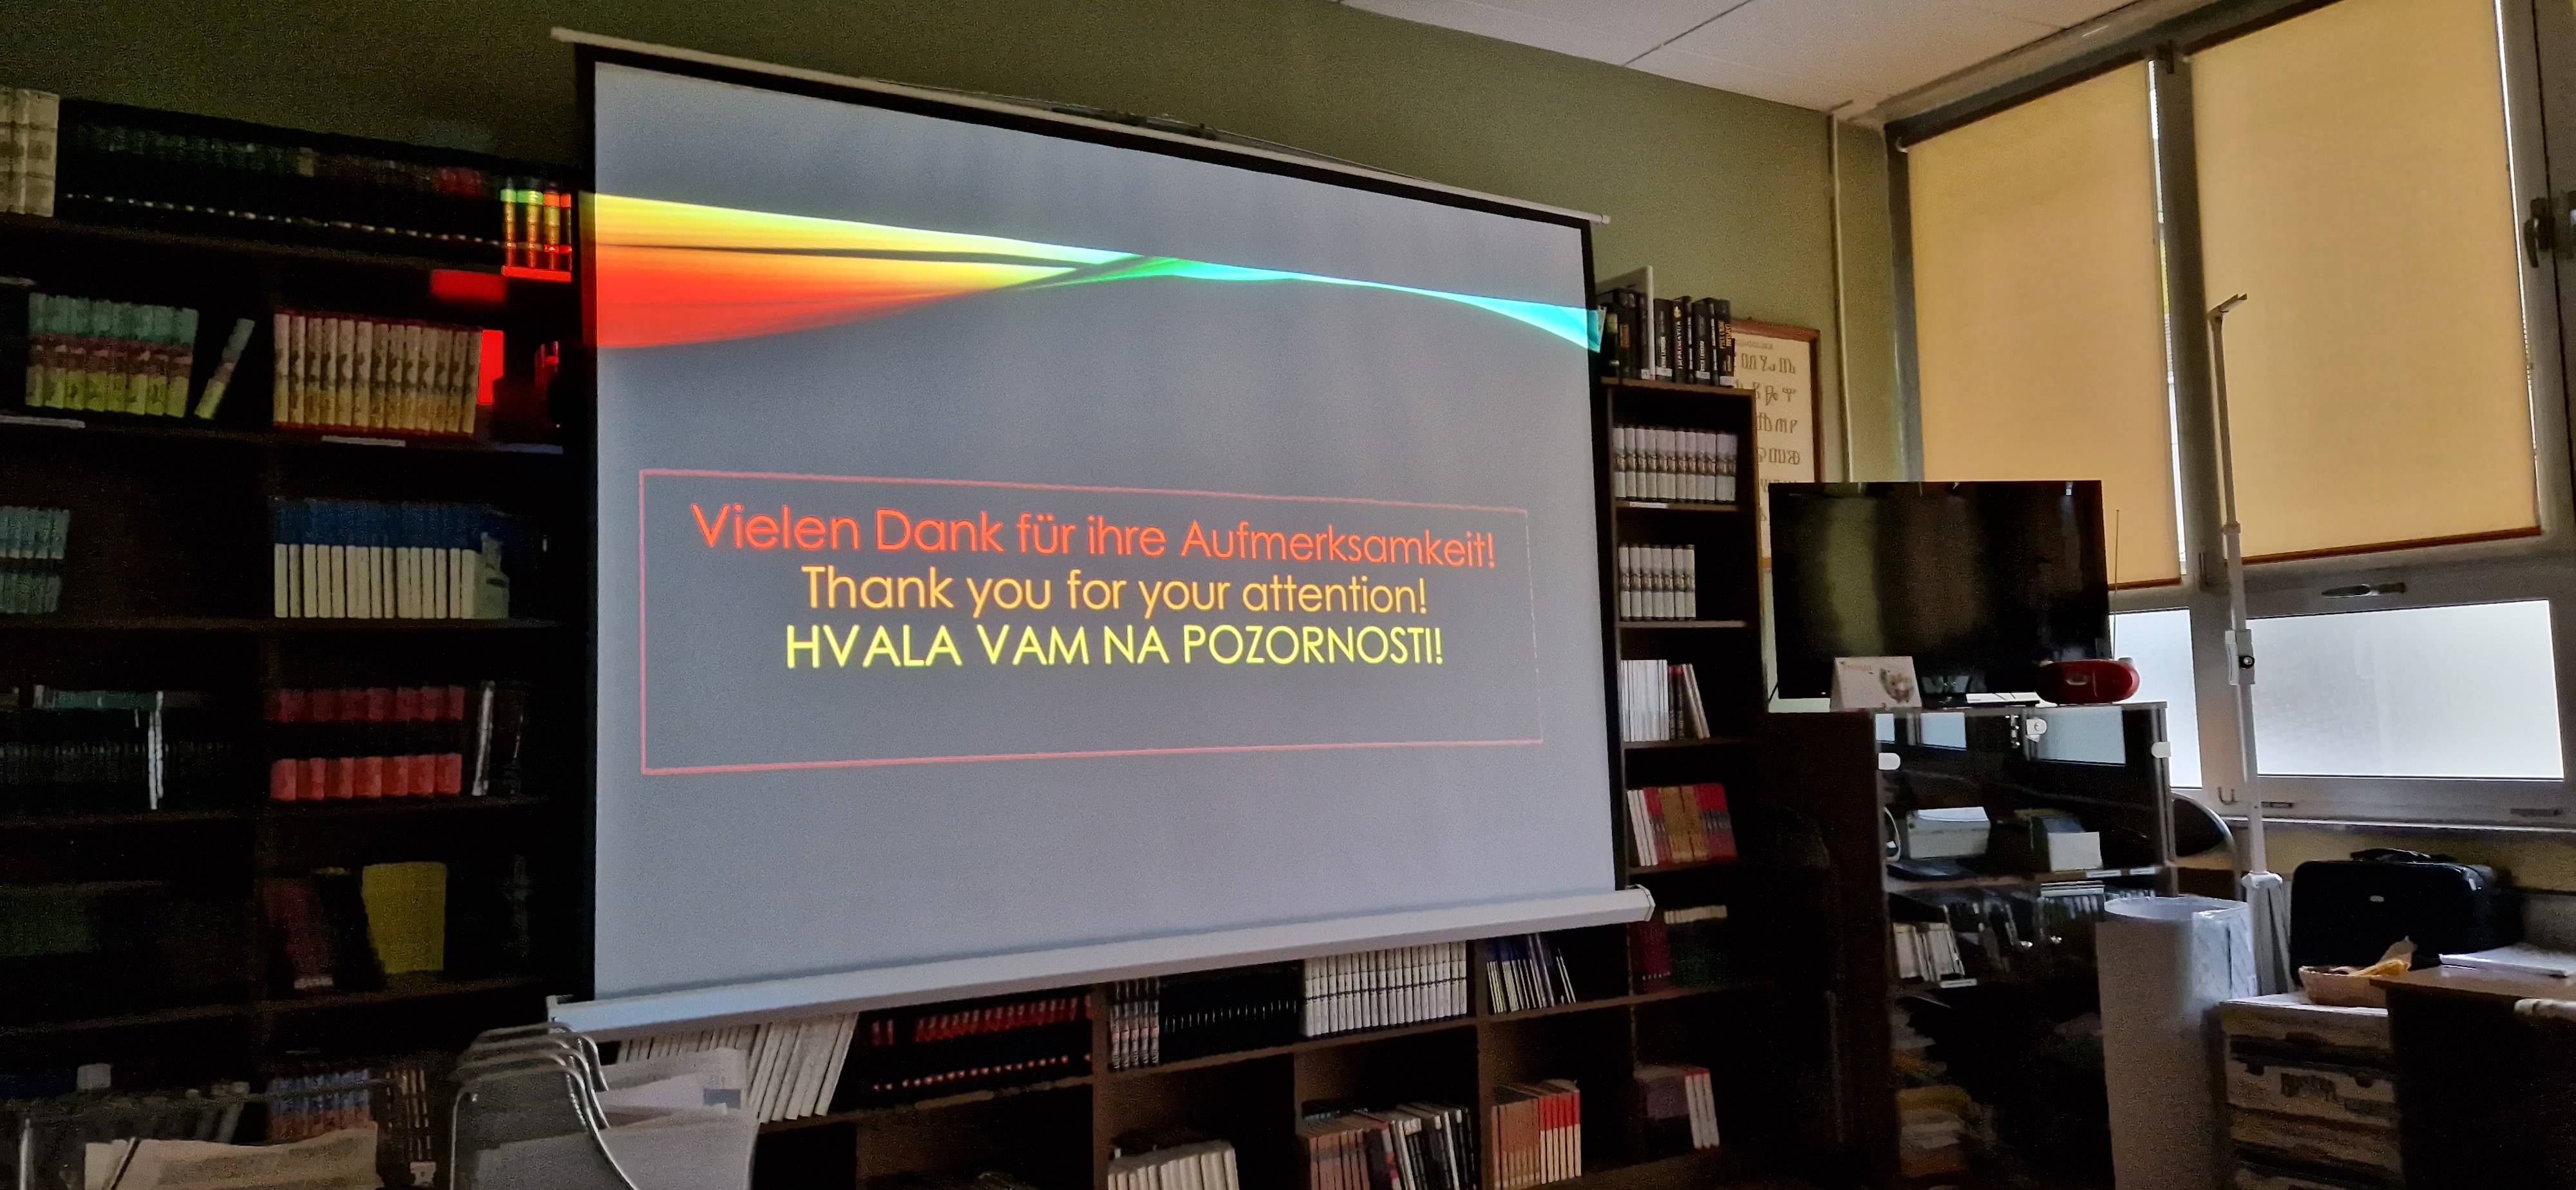 Vielen Dank für ihre Aufmerksamkeit!
Thank you for your attention!
HVALA VAM NA POZORNOSTI!